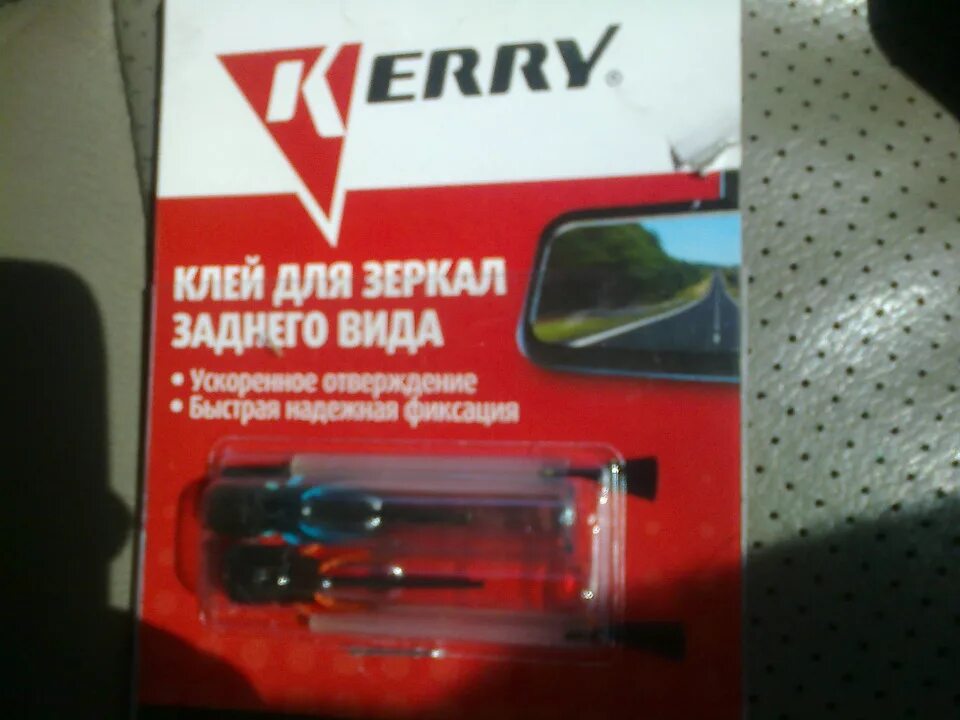 KERRY®
КЛЕЙ ДЛЯ ЗЕРКАЛ
ЗАДНЕГО ВИДА
• Ускоренное отверждение
• Быстрая надежная фиксация